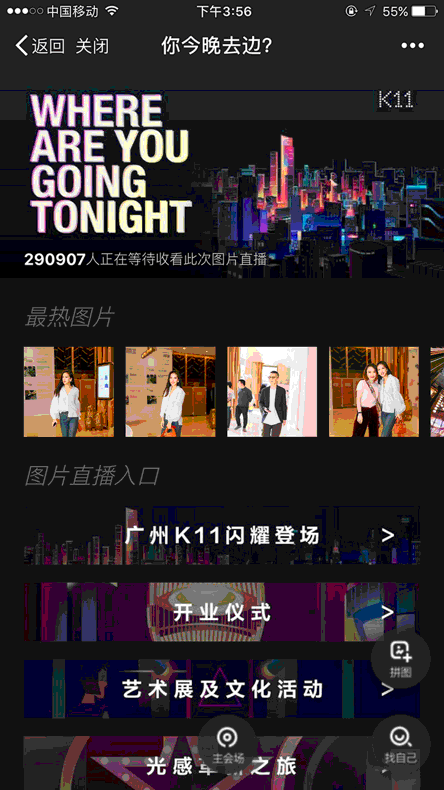 中国移动 下午3:56 55%
返回 关闭 你今晚去边?
K11
WHERE
ARE YOU
GOING
TONIGHT
290907人正在等待收看此次图片直播
最热图片
图片直播入口
广州K11闪耀登场 >
开业仪式 >
拼图
艺术展及文化活动 >
主会场
找自己
光感革新之旅